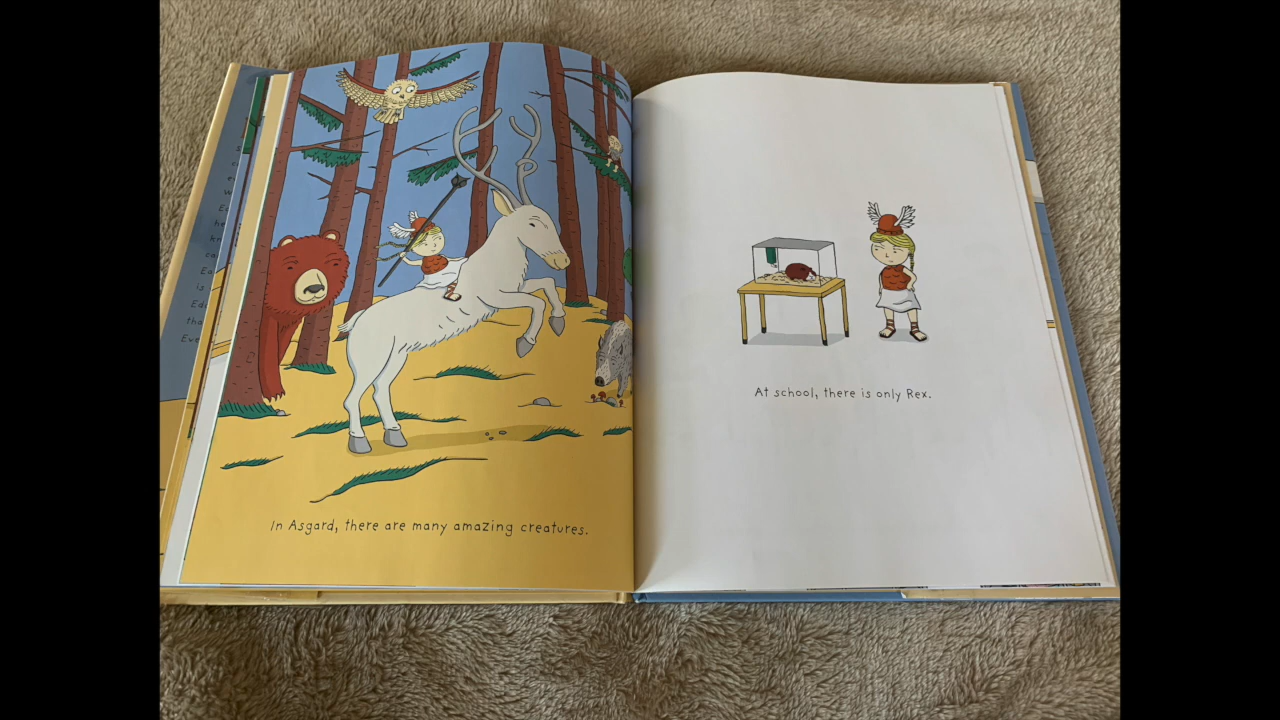 In Asgard, there are many amazing creatures.
At school, there is only Rex.